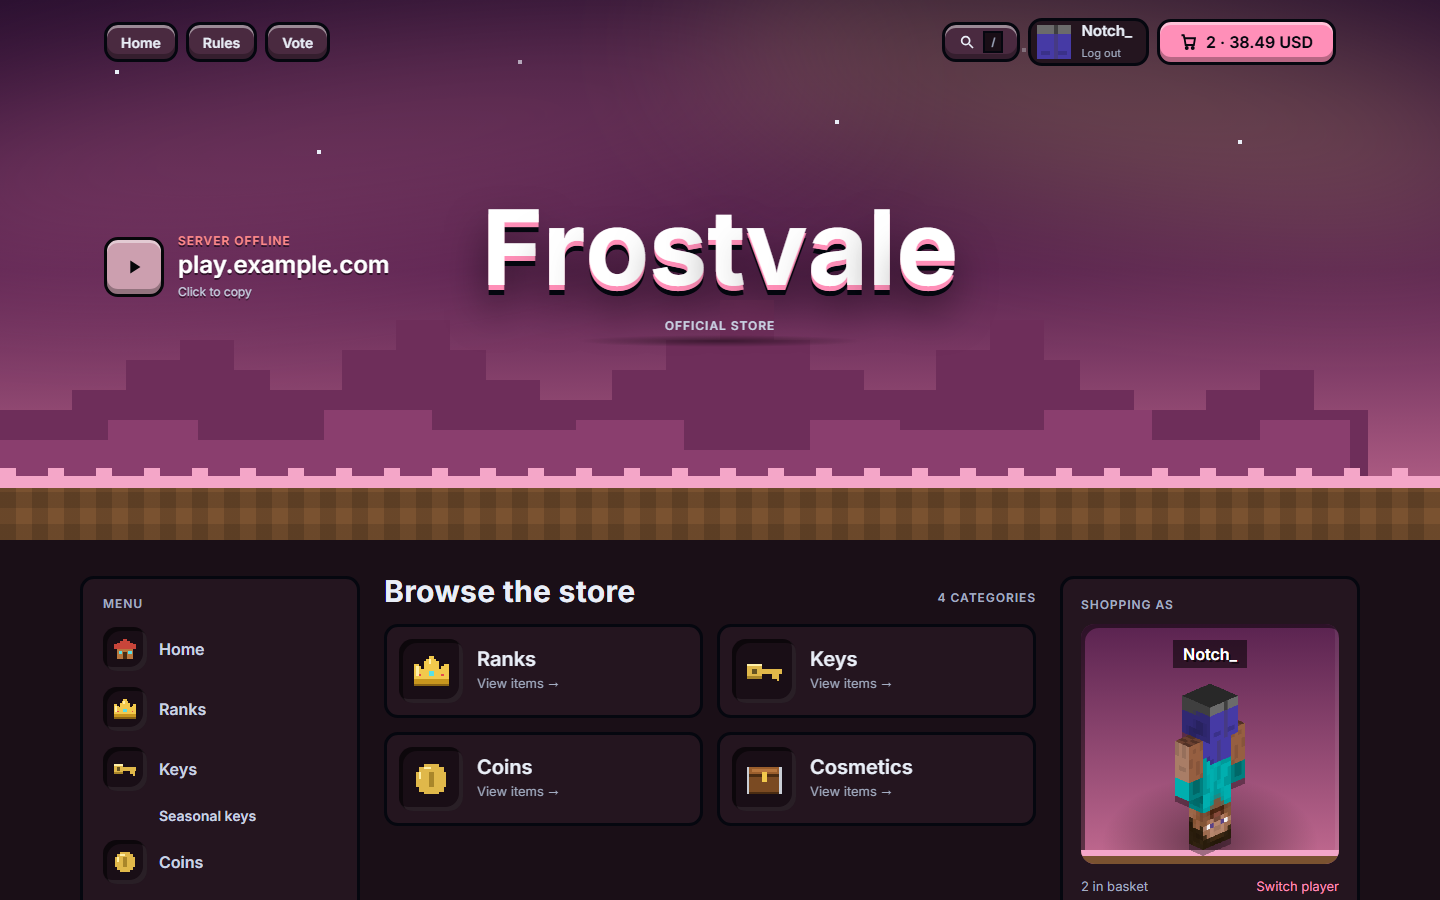 Home
Rules
Vote
/
Notch_
Log out
2 · 38.49 USD
SERVER OFFLINE
play.example.com
Click to copy
Frostvale
OFFICIAL STORE
MENU
Home
Ranks
Keys
Seasonal keys
Coins
Browse the store
4 CATEGORIES
Ranks
View items →
Keys
View items →
Coins
View items →
Cosmetics
View items →
SHOPPING AS
Notch_
2 in basket
Switch player